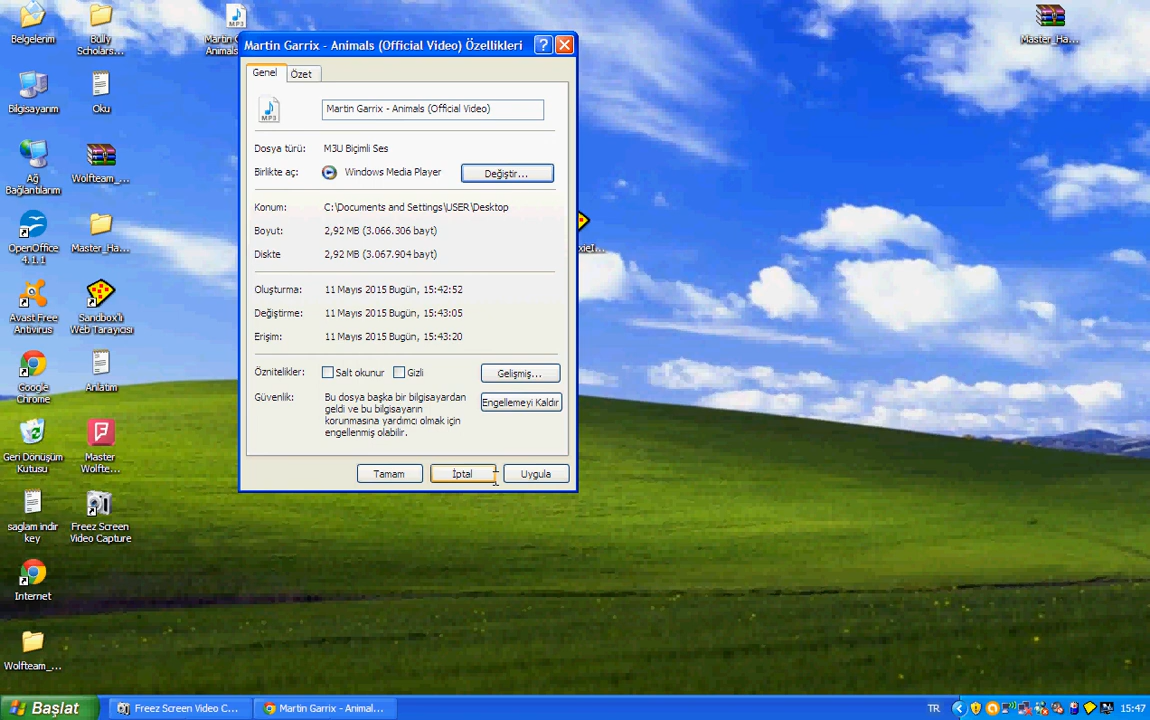 Martin Garrix - Animals (Official Video) Özellikleri
Genel
Özet
Martin Garrix - Animals (Official Video)
Dosya türü:
M3U Biçimli Ses
Birlikte aç:
Windows Media Player
Değiştir...
Konum:
C:\Documents and Settings\USER\Desktop
Boyut:
2,92 MB (3.066.306 bayt)
Diskte
2,92 MB (3.067.904 bayt)
Oluşturma:
11 Mayıs 2015 Bugün, 15:42:52
Değiştirme:
11 Mayıs 2015 Bugün, 15:43:05
Erişim:
11 Mayıs 2015 Bugün, 15:43:20
Öznitelikler:
Salt okunur
Gizli
Gelişmiş...
Güvenlik:
Bu dosya başka bir bilgisayardan
geldi ve bu bilgisayarın
korunmasına yardımcı olmak için
engellenmiş olabilir.
Engellemeyi Kaldır
Tamam
İptal
Uygula
Belgelerim
Bully
Scholars...
MP3
Martin
Animals
Master_Ha...
Bilgisayarım
Oku
Ağ
Bağlantılarım
Wolfteam_...
OpenOffice
4.1.1
Master_Ha...
Avast Free
Antivirus
Sandbox'lı
Web Tarayıcısı
Google
Chrome
Anlatım
Geri Dönüşüm
Kutusu
Master
Wolfte...
saglam indir
key
Freez Screen
Video Capture
Internet
Wolfteam_...
Başlat
Freez Screen Video C...
Martin Garrix - Animal...
TR
15:47